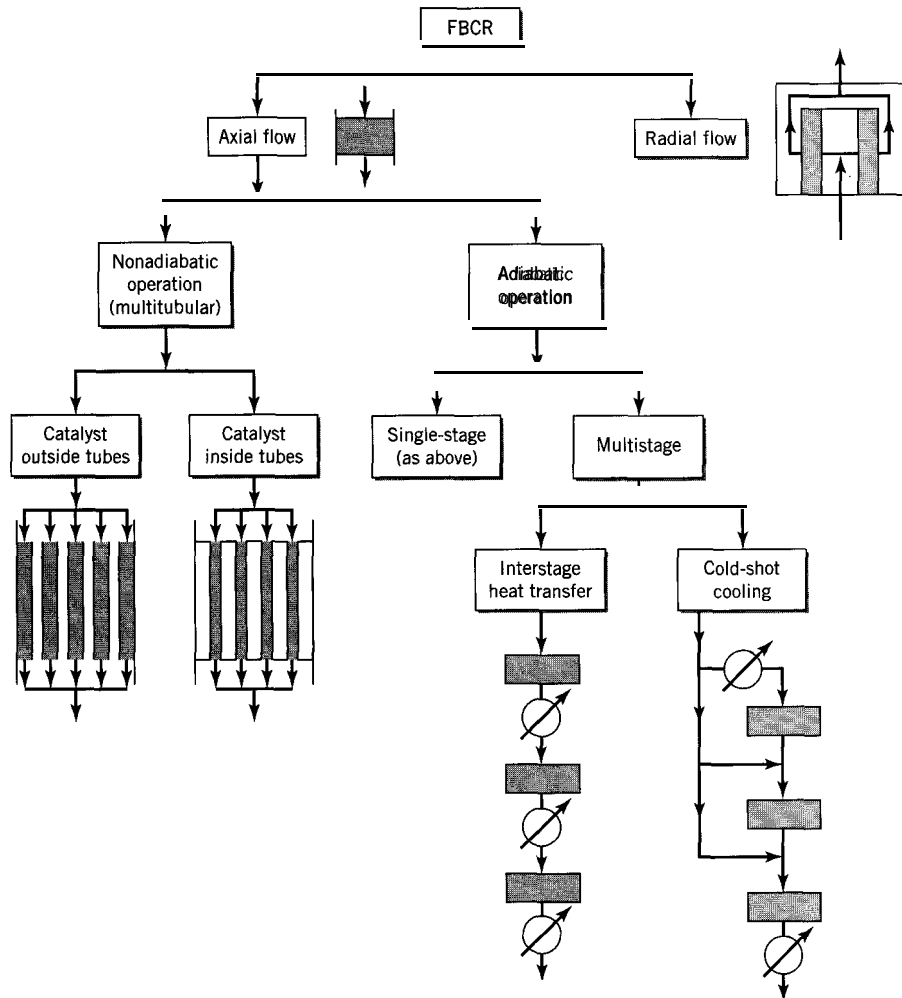 FBCR
Axial flow
Radial flow
Nonadiabatic
operation
(multitubular)
Adiabatic
operation
Catalyst
outside tubes
Catalyst
inside tubes
Single-stage
(as above)
Multistage
Interstage
heat transfer
Cold-shot
cooling